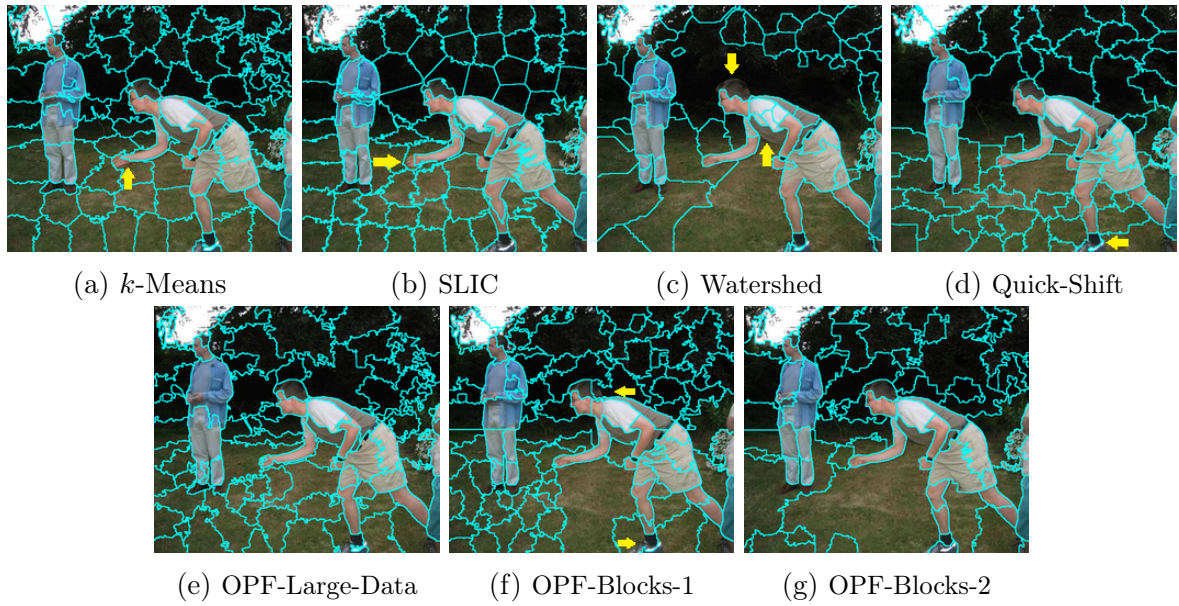 (a) k-Means (b) SLIC (c) Watershed (d) Quick-Shift
(e) OPF-Large-Data (f) OPF-Blocks-1 (g) OPF-Blocks-2